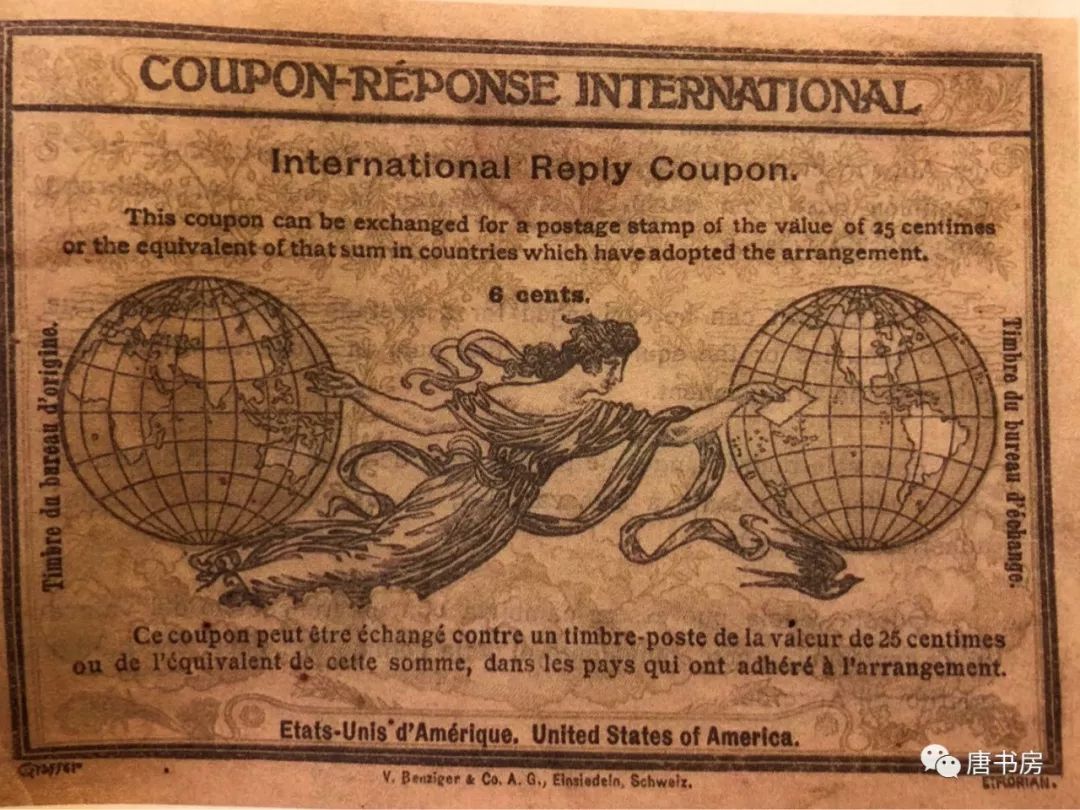 COUPON-RÉPONSE INTERNATIONAL
International Reply Coupon.
This coupon can be exchanged for a postage stamp of the value of 25 centimes
or the equivalent of that sum in countries which have adopted the arrangement.
6 cents.
Timbre du bureau d'origine.
Timbre du bureau d'échange.
Ce coupon peut être échangé contre un timbre-poste de la valeur de 25 centimes
ou de l'équivalent de cette somme, dans les pays qui ont adhéré à l'arrangement.
Etats-Unis d'Amérique. United States of America.
V. Benziger & Co. A. G., Einsiedeln, Schweiz.
E. FLORIAN.
唐书房